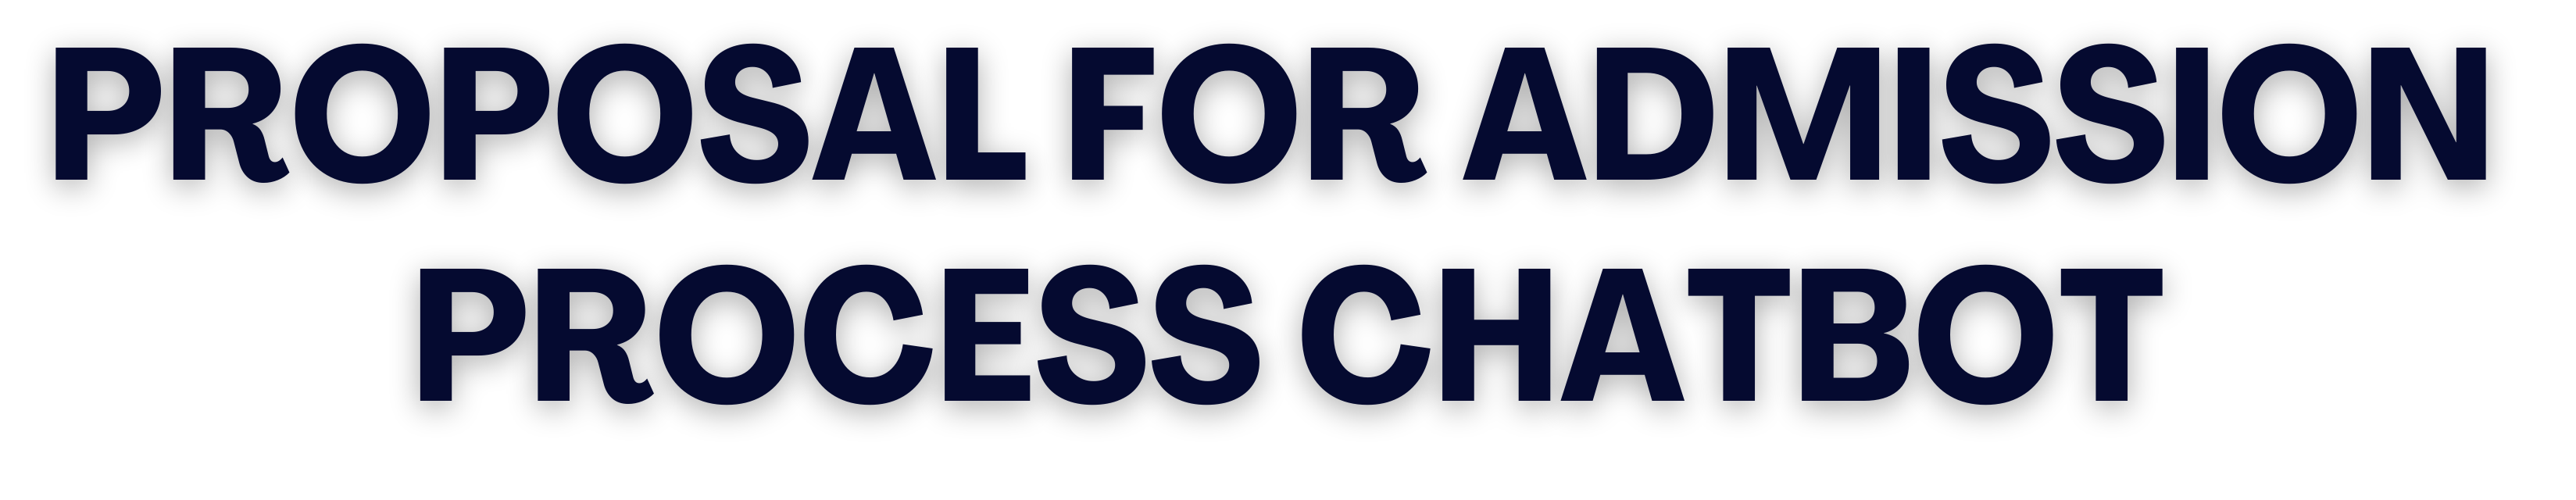 PROPOSAL FOR ADMISSION
PROCESS CHATBOT